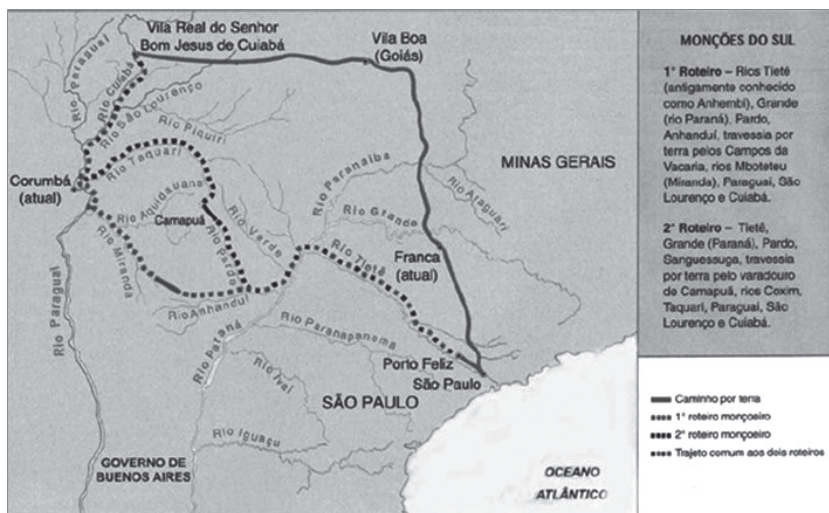 Vila Real do Senhor
Bom Jesus de Cuiabá
Vila Boa
(Goiás)
Rio Paraguai
Rio Cuiabá
Rio São Lourenço
Rio Piquiri
Rio Taquari
Corumbá
(atual)
Rio Aquidauana
Camapuã
Rio Verde
Rio Pardo
Rio Miranda
Rio Anhanduí
Rio Paraguai
Rio Paranaíba
Rio Araguari
MINAS GERAIS
Rio Grande
Franca
(atual)
Rio Tietê
Rio Paraná
Rio Paranapanema
Porto Feliz
São Paulo
Rio Ivaí
SÃO PAULO
Rio Iguaçu
GOVERNO DE
BUENOS AIRES
OCEANO
ATLÂNTICO
MONÇÕES DO SUL
1° Roteiro – Rios Tietê
(antigamente conhecido
como Anhembi), Grande
(rio Paraná), Pardo,
Anhanduí, travessia por
terra pelos Campos da
Vacaria, rios Mboteteu
(Miranda), Paraguai, São
Lourenço e Cuiabá.
2° Roteiro – Tietê,
Grande (Paraná), Pardo,
Sanguessuga, travessia
por terra pelo varadouro
de Camapuã, rios Coxim,
Taquari, Paraguai, São
Lourenço e Cuiabá.
Caminho por terra
1° roteiro monçoeiro
2° roteiro monçoeiro
Trajeto comum aos dois roteiros